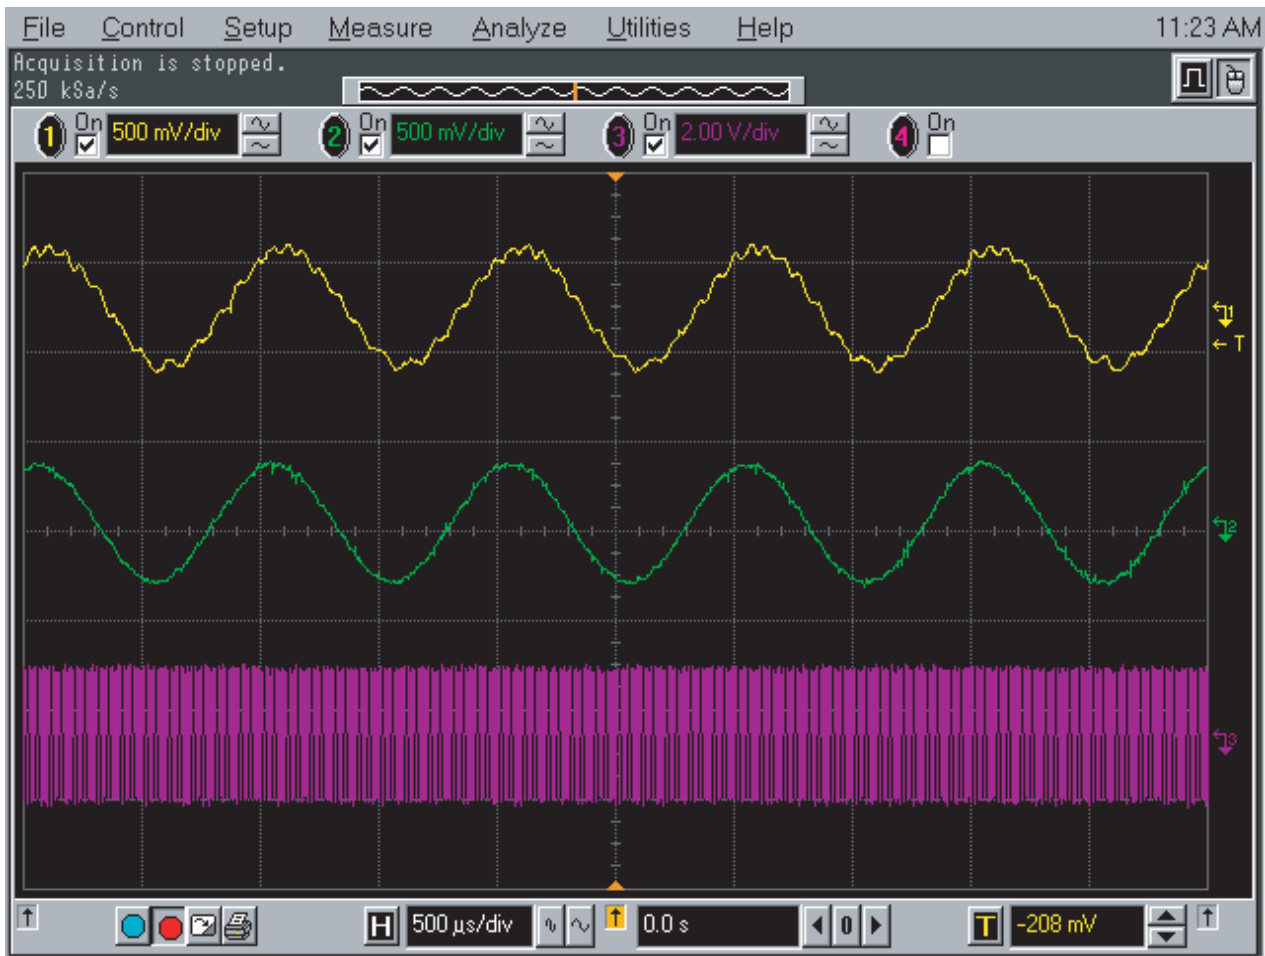 File Control Setup Measure Analyze Utilities Help 11:23 AM
Acquisition is stopped.
250 kSa/s
1 On 500 mV/div 2 On 500 mV/div 3 On 2.00 V/div 4 On
1
T
2
3
H 500 µs/div 0.0 s 0 T -208 mV